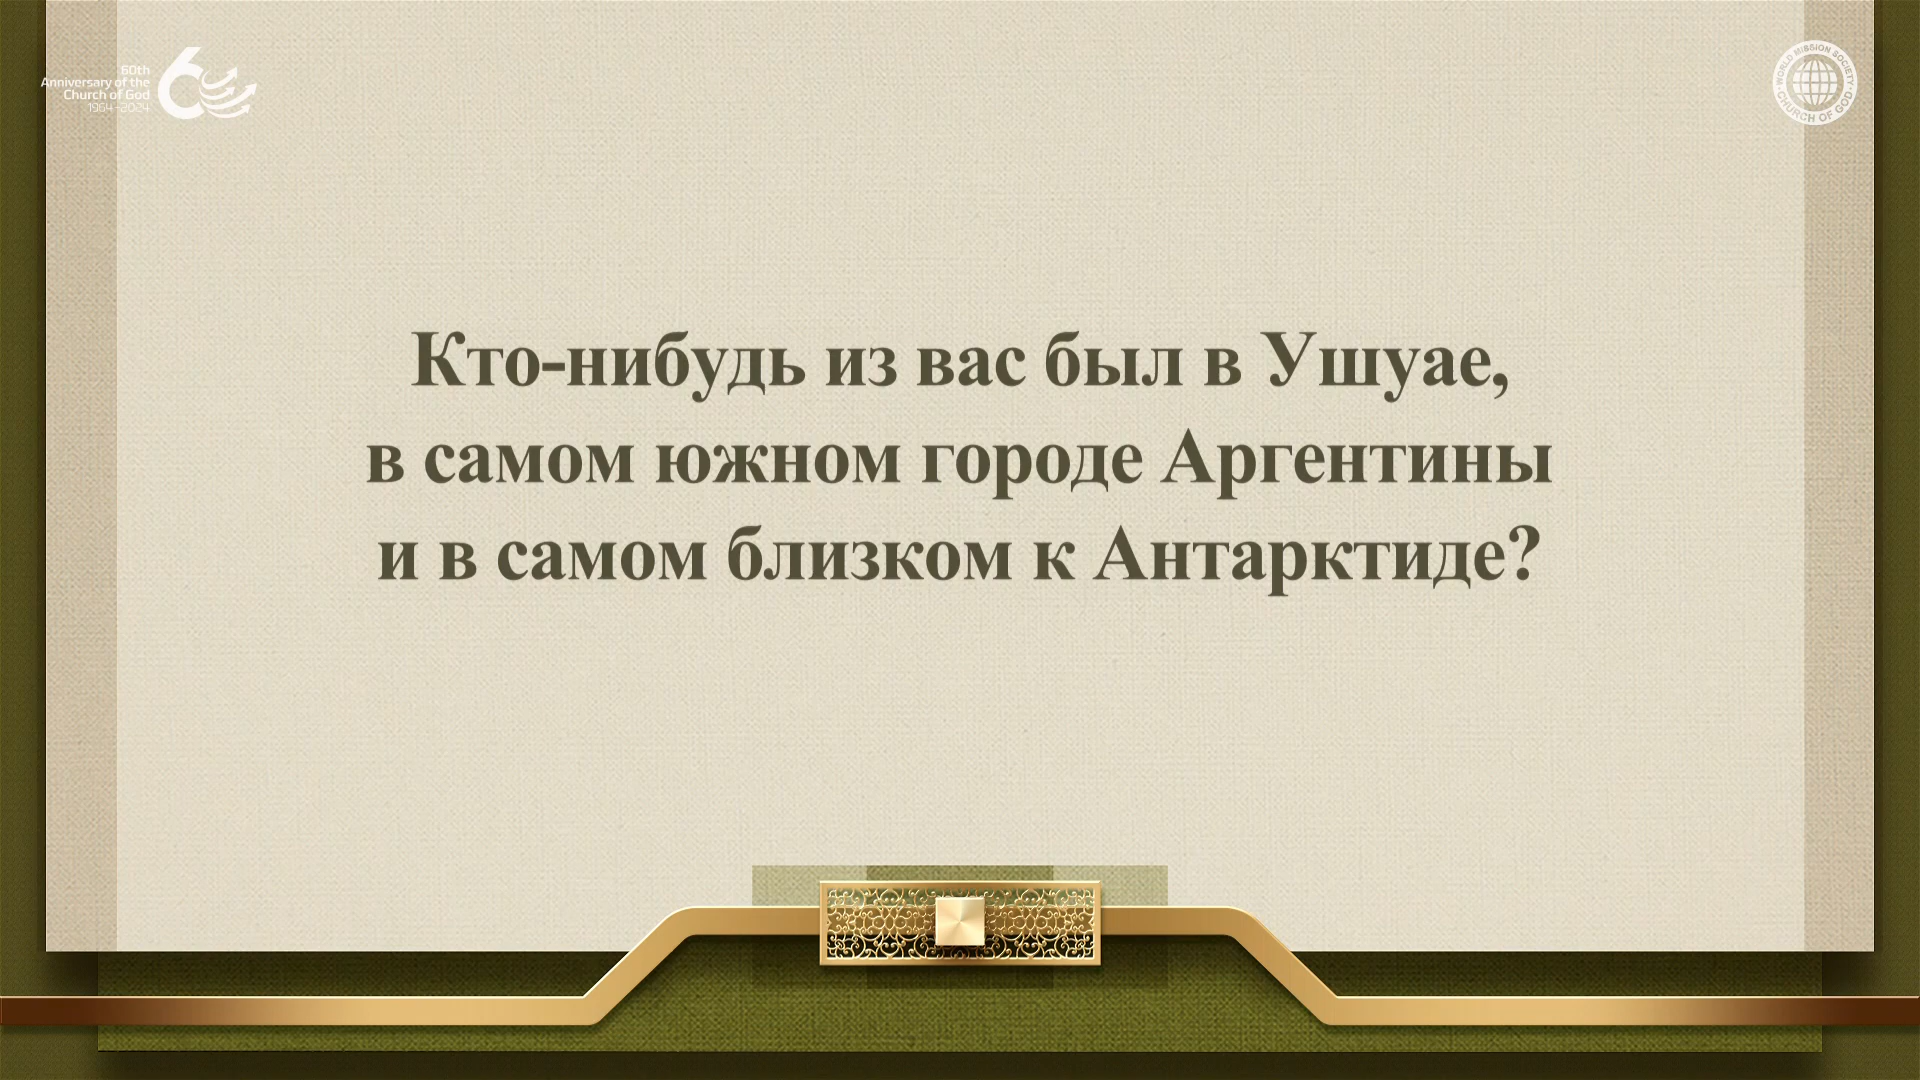 60th
Anniversary of the
Church of God
1964-2024
WORLD MISSION SOCIETY
CHURCH OF GOD
Кто-нибудь из вас был в Ушуае,
в самом южном городе Аргентины
и в самом близком к Антарктиде?